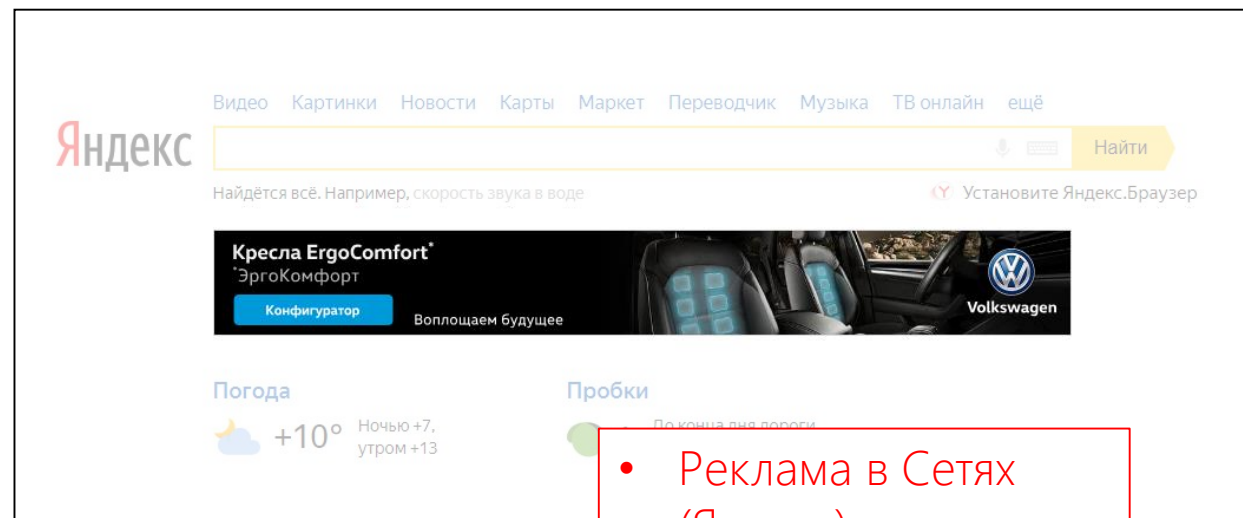 Видео Картинки Новости Карты Маркет Переводчик Музыка ТВ онлайн ещё
Яндекс
Найти
Найдётся всё. Например, скорость звука в воде
Установите Яндекс.Браузер
Кресла ErgoComfort*
*ЭргоКомфорт
Конфигуратор
Воплощаем будущее
Volkswagen
Погода
+10°
Ночью +7,
утром +13
Пробки
До конца дня дороги
• Реклама в Сетях